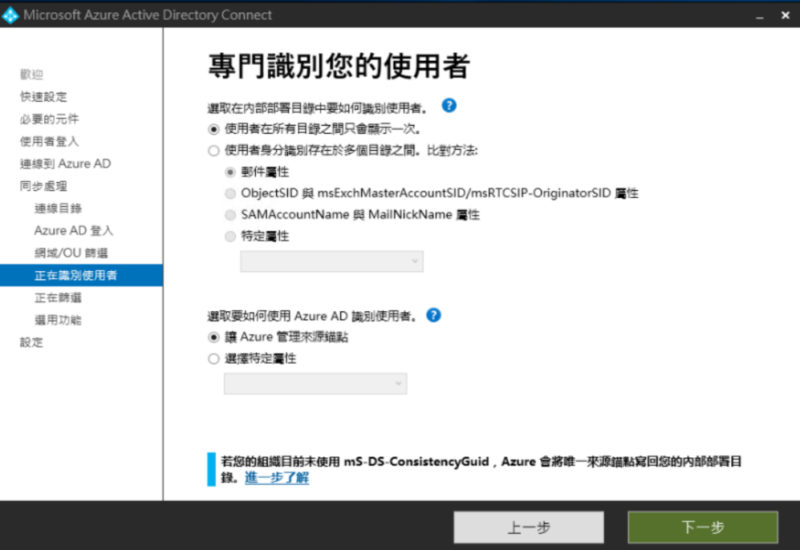 Microsoft Azure Active Directory Connect
歡迎
快速設定
必要的元件
使用者登入
連線到 Azure AD
同步處理
連線目錄
Azure AD 登入
網域/OU 篩選
正在識別使用者
正在篩選
選用功能
設定
專門識別您的使用者
選取在內部部署目錄中要如何識別使用者。
使用者在所有目錄之間只會顯示一次。
使用者身分識別存在於多個目錄之間。比對方法:
郵件屬性
ObjectSID 與 msExchMasterAccountSID/msRTCSIP-OriginatorSID 屬性
SAMAccountName 與 MailNickName 屬性
特定屬性
選取要如何使用 Azure AD 識別使用者。
讓 Azure 管理來源錨點
選擇特定屬性
若您的組織目前未使用 mS-DS-ConsistencyGuid，Azure 會將唯一來源錨點寫回您的內部部署目
錄。進一步了解
上一步
下一步